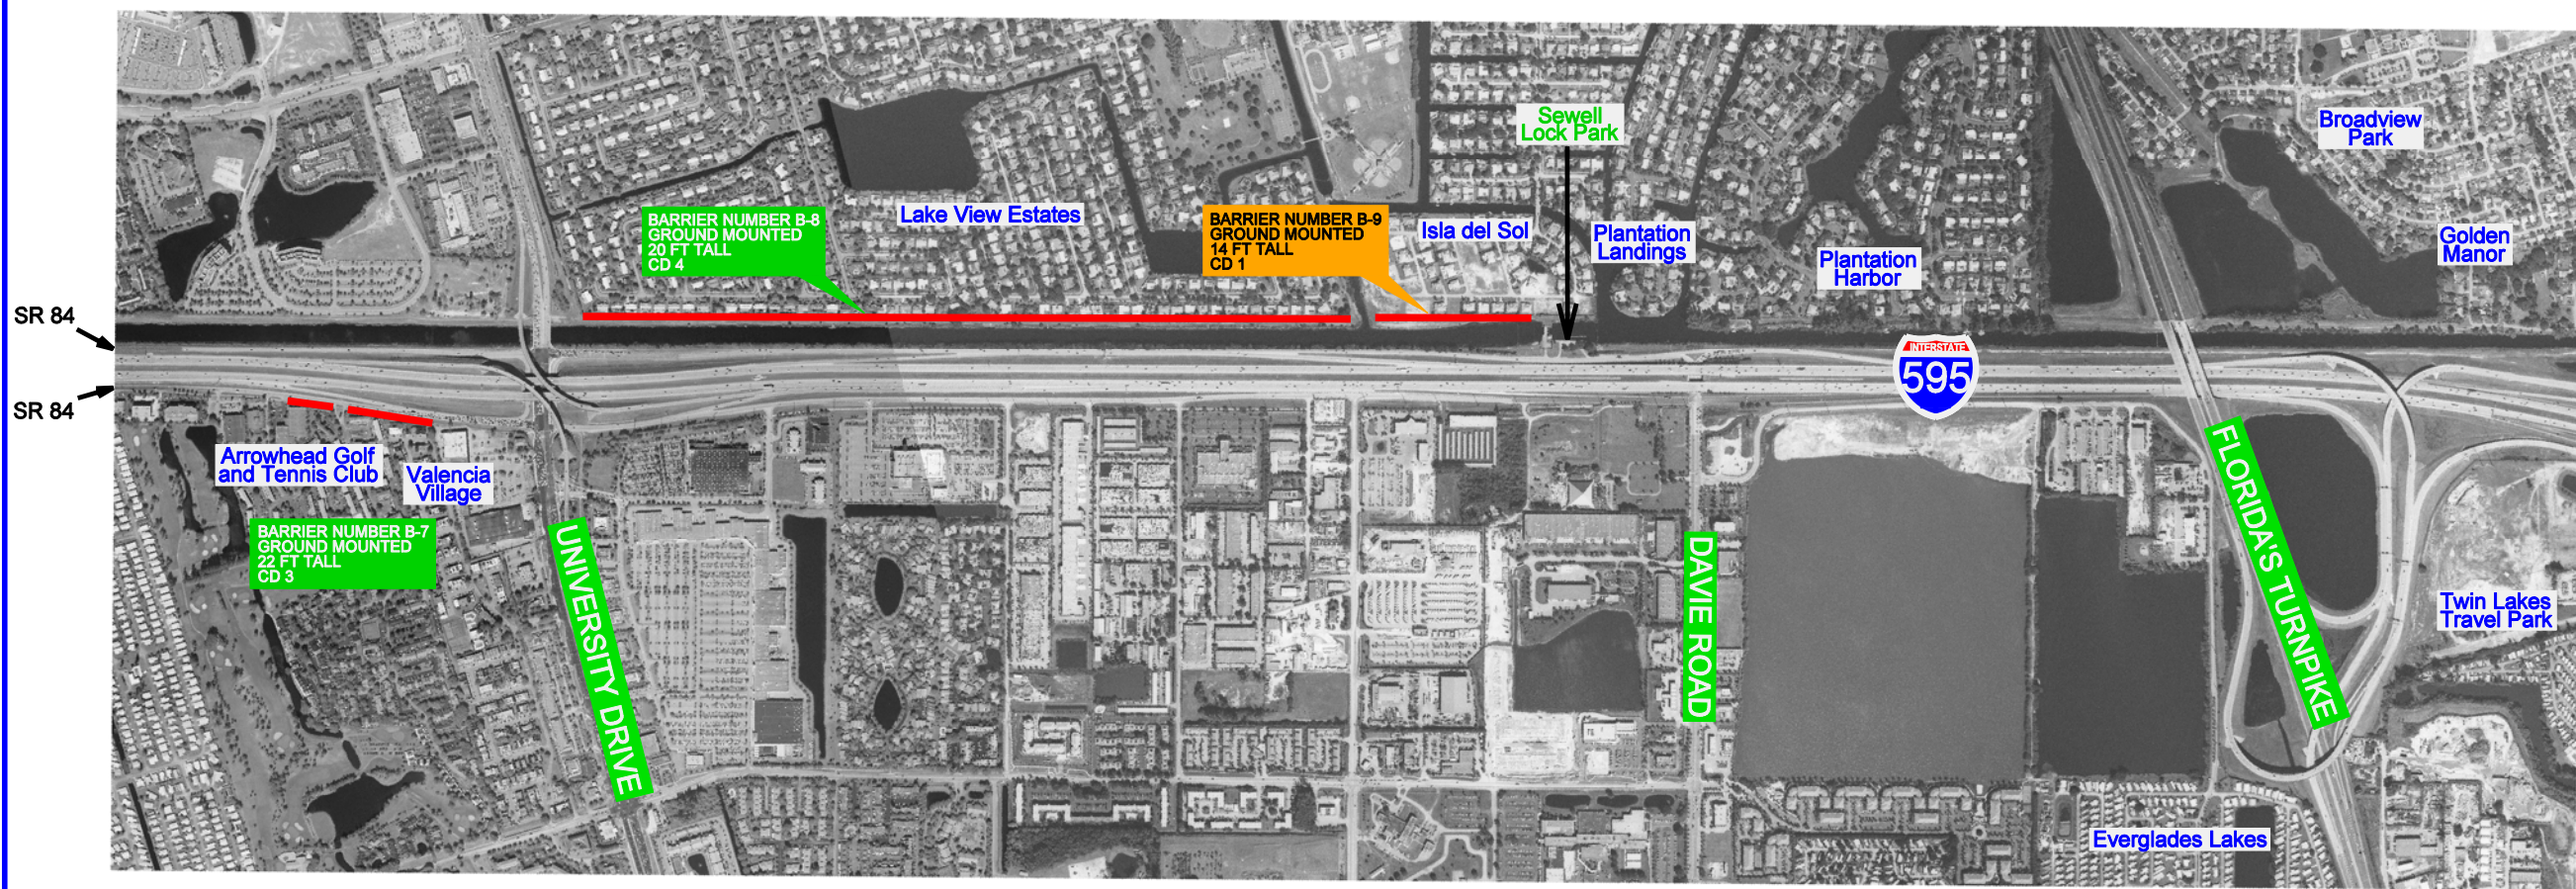 Sewell
Lock Park
Broadview
Park
BARRIER NUMBER B-8
GROUND MOUNTED
20 FT TALL
CD 4
Lake View Estates
BARRIER NUMBER B-9
GROUND MOUNTED
14 FT TALL
CD 1
Isla del Sol
Plantation
Landings
Plantation
Harbor
Golden
Manor
SR 84
SR 84
INTERSTATE
595
Arrowhead Golf
and Tennis Club
Valencia
Village
BARRIER NUMBER B-7
GROUND MOUNTED
22 FT TALL
CD 3
UNIVERSITY DRIVE
DAVIE ROAD
FLORIDA'S TURNPIKE
Twin Lakes
Travel Park
Everglades Lakes